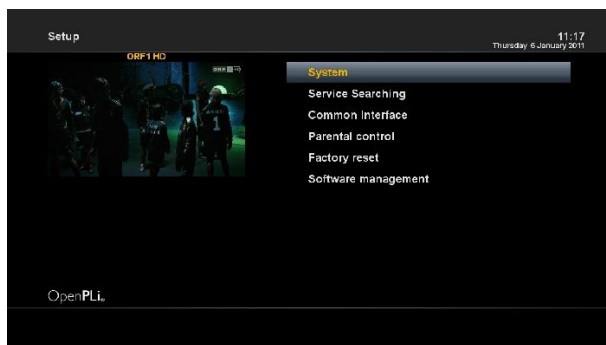 Setup
11:17
Thursday 6 January 2011
ORF1 HD
System
Service Searching
Common Interface
Parental control
Factory reset
Software management
OpenPLi®